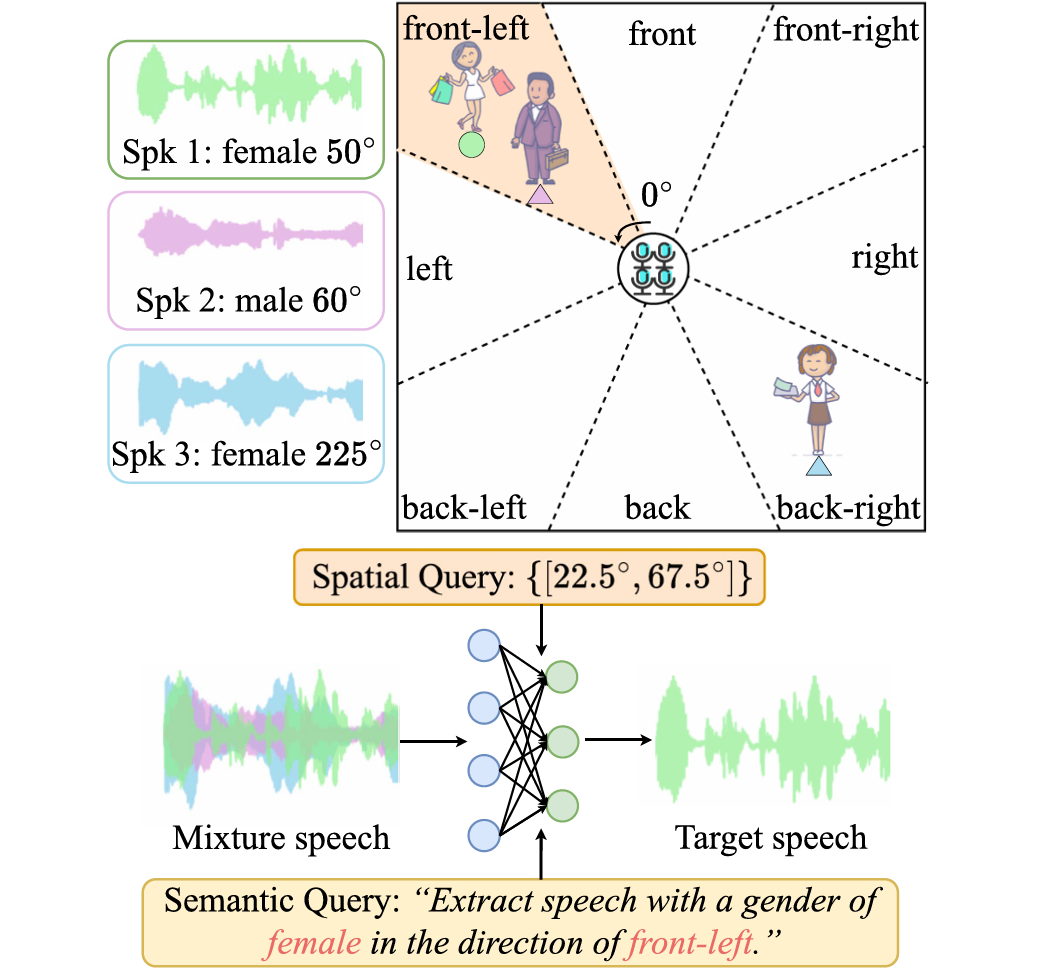 front-left
front
front-right
Spk 1: female 50°
Spk 2: male 60°
Spk 3: female 225°
0°
left
right
back-left
back
back-right
Spatial Query: {[22.5°, 67.5°]}
Mixture speech
Target speech
Semantic Query: “Extract speech with a gender of
female in the direction of front-left.”